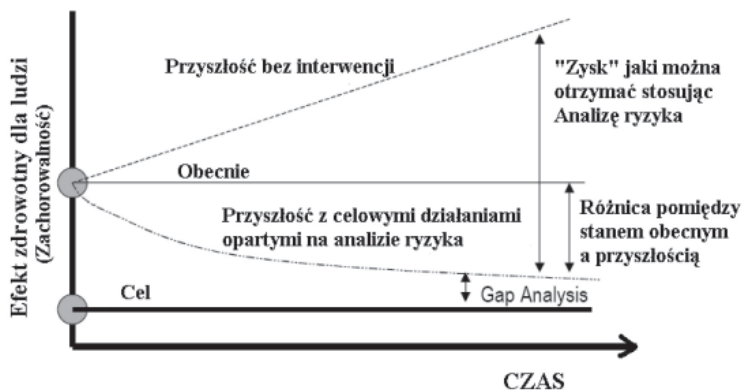 Efekt zdrowotny dla ludzi
(Zachorowalność)
Przyszłość bez interwencji
"Zysk" jaki można
otrzymać stosując
Analizę ryzyka
Obecnie
Przyszłość z celowymi działaniami
opartymi na analizie ryzyka
Różnica pomiędzy
stanem obecnym
a przyszłością
Cel
Gap Analysis
CZAS